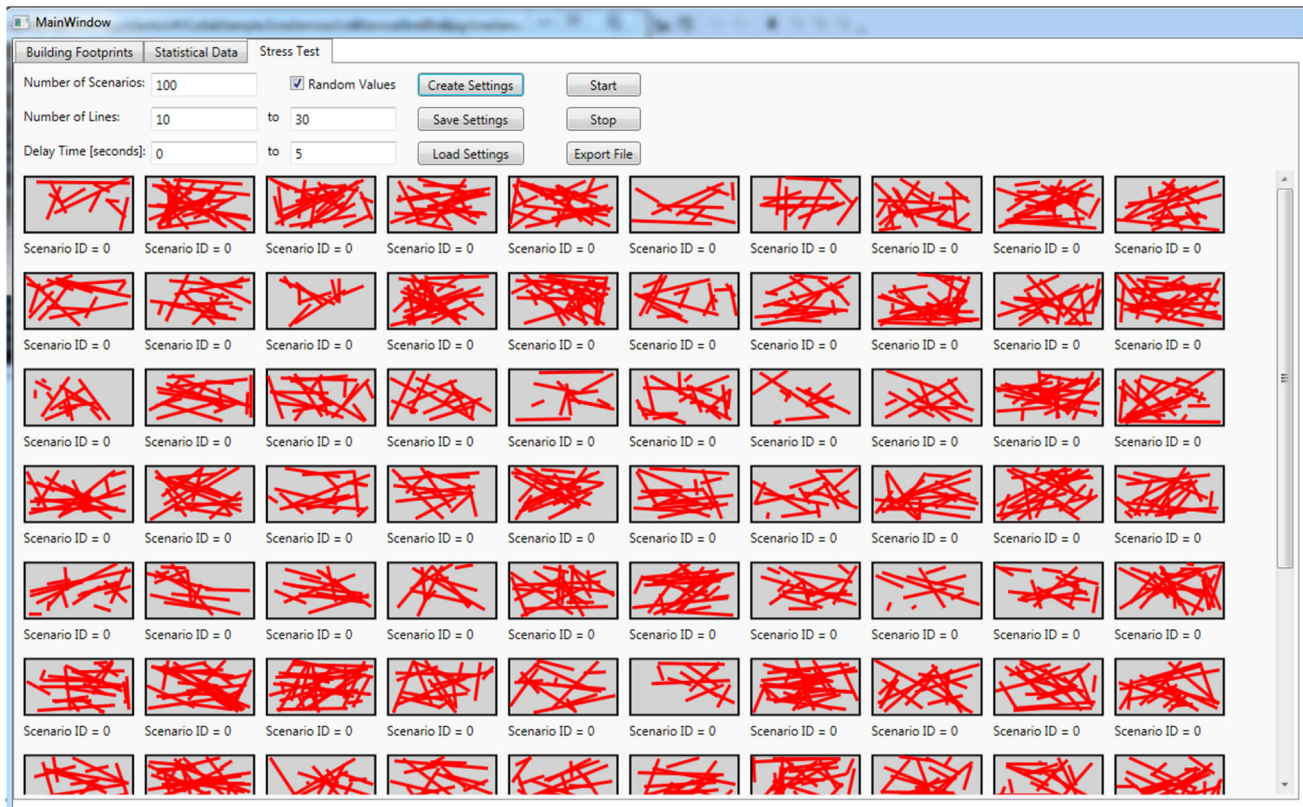 MainWindow
Building Footprints Statistical Data Stress Test
Number of Scenarios: 100 Random Values Create Settings Start
Number of Lines: 10 to 30 Save Settings Stop
Delay Time [seconds]: 0 to 5 Load Settings Export File
Scenario ID = 0 Scenario ID = 0 Scenario ID = 0 Scenario ID = 0 Scenario ID = 0 Scenario ID = 0 Scenario ID = 0 Scenario ID = 0 Scenario ID = 0 Scenario ID = 0
Scenario ID = 0 Scenario ID = 0 Scenario ID = 0 Scenario ID = 0 Scenario ID = 0 Scenario ID = 0 Scenario ID = 0 Scenario ID = 0 Scenario ID = 0 Scenario ID = 0
Scenario ID = 0 Scenario ID = 0 Scenario ID = 0 Scenario ID = 0 Scenario ID = 0 Scenario ID = 0 Scenario ID = 0 Scenario ID = 0 Scenario ID = 0 Scenario ID = 0
Scenario ID = 0 Scenario ID = 0 Scenario ID = 0 Scenario ID = 0 Scenario ID = 0 Scenario ID = 0 Scenario ID = 0 Scenario ID = 0 Scenario ID = 0 Scenario ID = 0
Scenario ID = 0 Scenario ID = 0 Scenario ID = 0 Scenario ID = 0 Scenario ID = 0 Scenario ID = 0 Scenario ID = 0 Scenario ID = 0 Scenario ID = 0 Scenario ID = 0
Scenario ID = 0 Scenario ID = 0 Scenario ID = 0 Scenario ID = 0 Scenario ID = 0 Scenario ID = 0 Scenario ID = 0 Scenario ID = 0 Scenario ID = 0 Scenario ID = 0